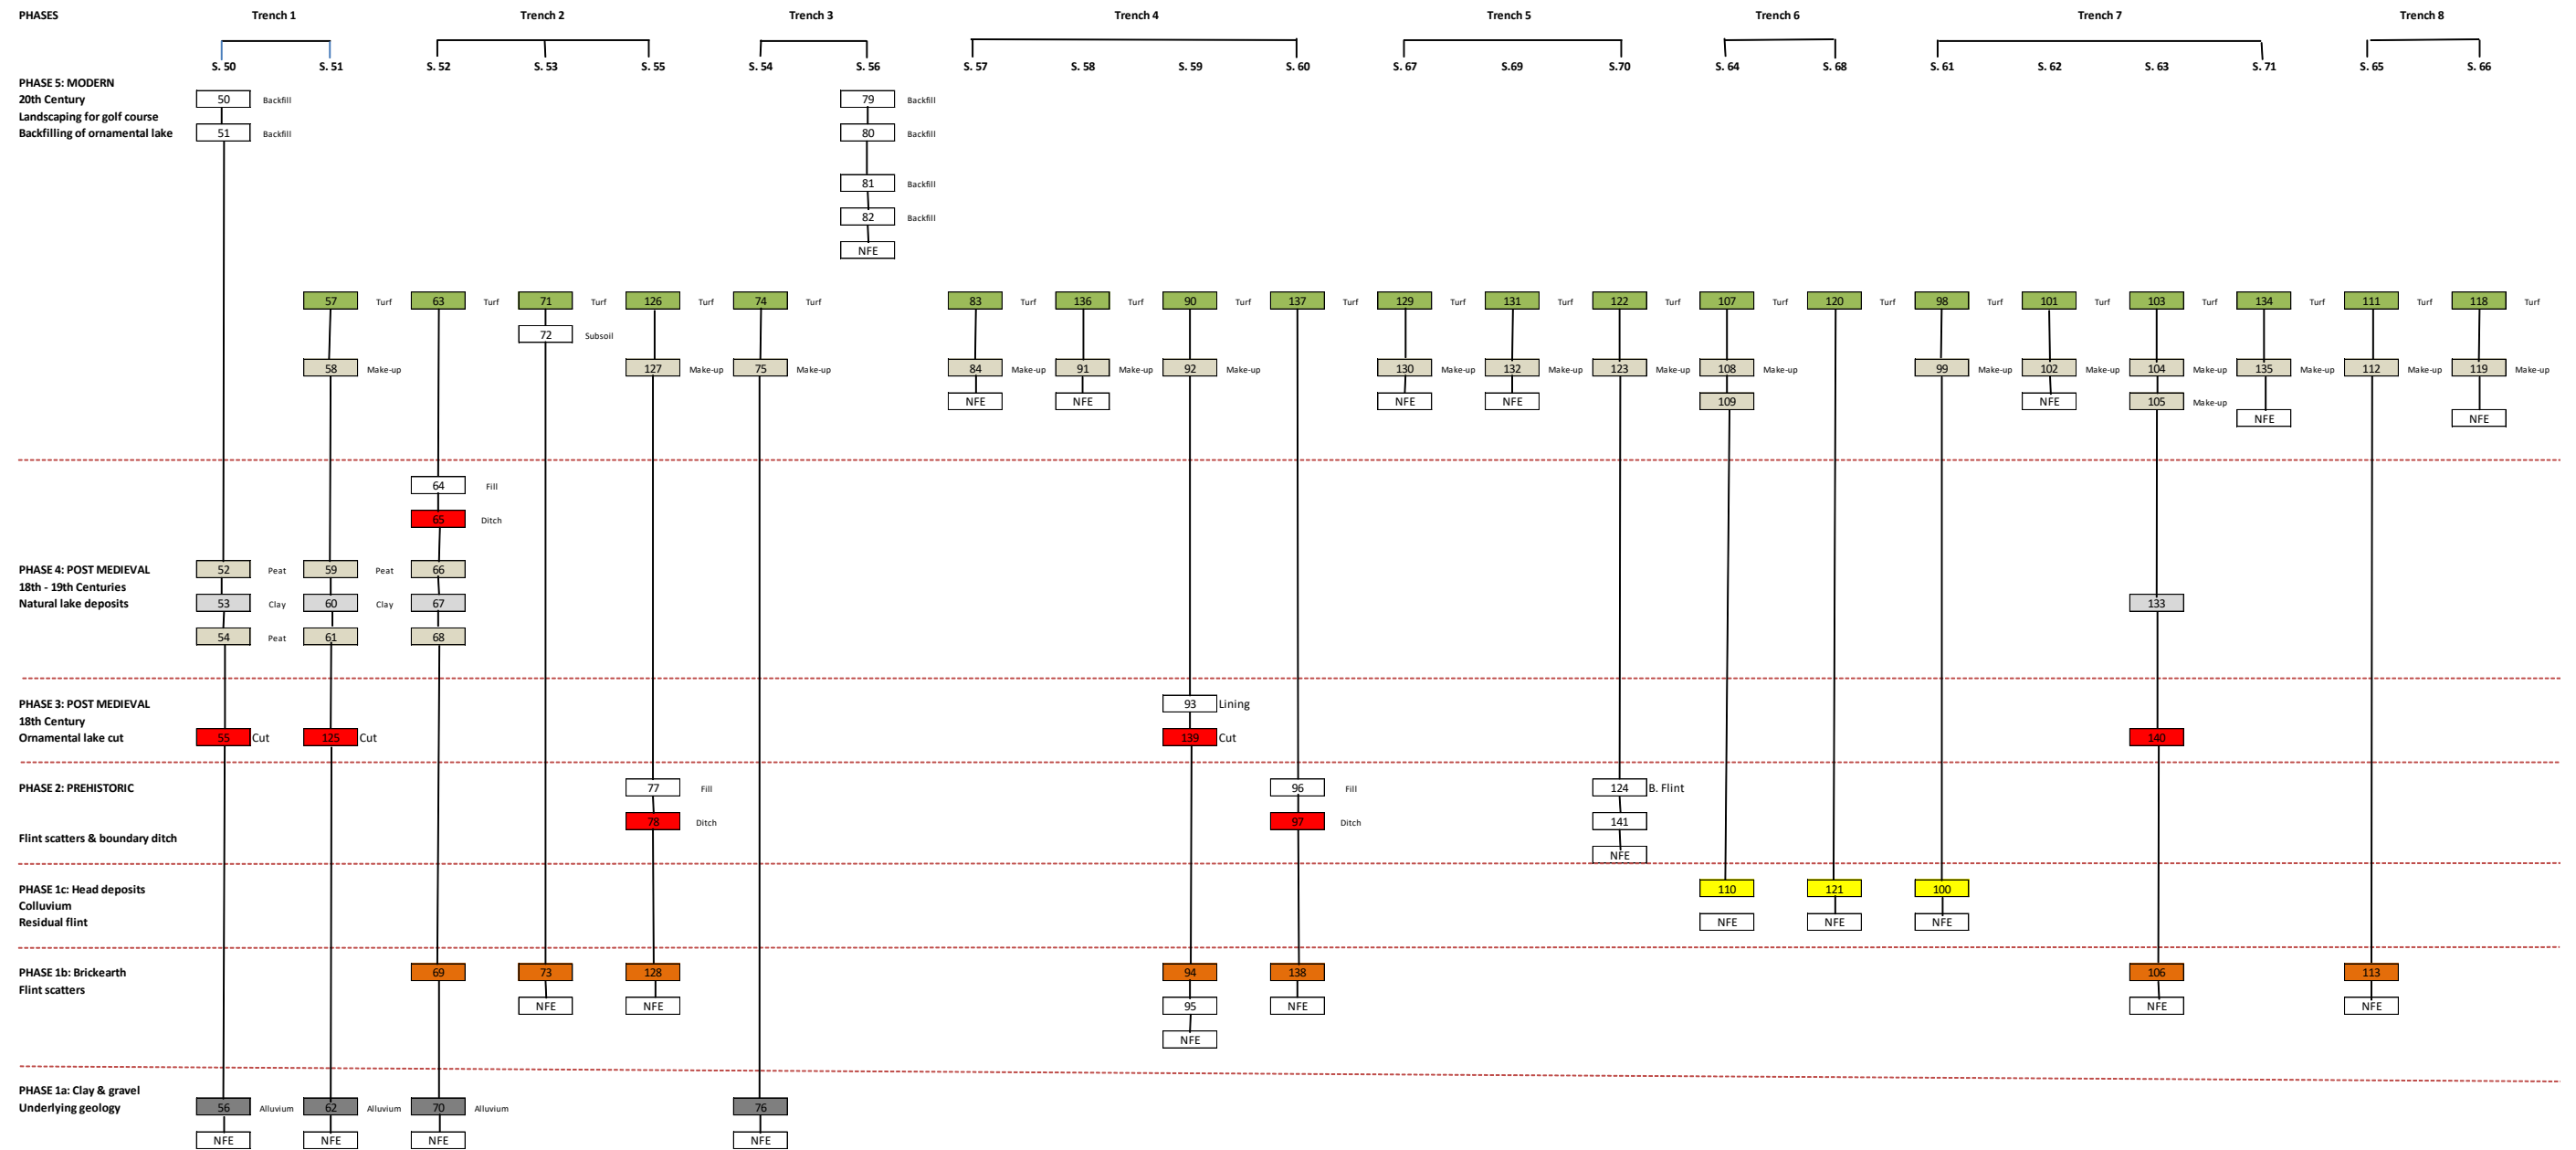 PHASES Trench 1 Trench 2 Trench 3 Trench 4 Trench 5 Trench 6 Trench 7 Trench 8
S. 50 S. 51 S. 52 S. 53 S. 55 S. 54 S. 56 S. 57 S. 58 S. 59 S. 60 S. 67 S.69 S.70 S. 64 S. 68 S. 61 S. 62 S. 63 S. 71 S. 65 S. 66
PHASE 5: MODERN
20th Century 50 Backfill 79 Backfill
Landscaping for golf course
Backfilling of ornamental lake 51 Backfill 80 Backfill
81 Backfill
82 Backfill
NFE
57 Turf 63 Turf 71 Turf 126 Turf 74 Turf 83 Turf 136 Turf 90 Turf 137 Turf 129 Turf 131 Turf 122 Turf 107 Turf 120 Turf 98 Turf 101 Turf 103 Turf 134 Turf 111 Turf 118 Turf
72 Subsoil
58 Make-up 127 Make-up 75 Make-up 84 Make-up 91 Make-up 92 Make-up 130 Make-up 132 Make-up 123 Make-up 108 Make-up 99 Make-up 102 Make-up 104 Make-up 135 Make-up 112 Make-up 119 Make-up
NFE NFE NFE NFE 109 NFE 105 Make-up
NFE NFE
64 Fill
65 Ditch
PHASE 4: POST MEDIEVAL 52 Peat 59 Peat 66
18th - 19th Centuries
Natural lake deposits 53 Clay 60 Clay 67 133
54 Peat 61 68
PHASE 3: POST MEDIEVAL 93 Lining
18th Century
Ornamental lake cut 55 Cut 125 Cut 139 Cut 140
PHASE 2: PREHISTORIC 77 Fill 96 Fill 124 B. Flint
78 Ditch 97 Ditch 141
Flint scatters & boundary ditch
NFE
PHASE 1c: Head deposits 110 121 100
Colluvium
Residual flint NFE NFE NFE
PHASE 1b: Brickearth 69 73 128 94 138 106 113
Flint scatters
NFE NFE 95 NFE NFE NFE
NFE
PHASE 1a: Clay & gravel
Underlying geology 56 Alluvium 62 Alluvium 70 Alluvium 76
NFE NFE NFE NFE